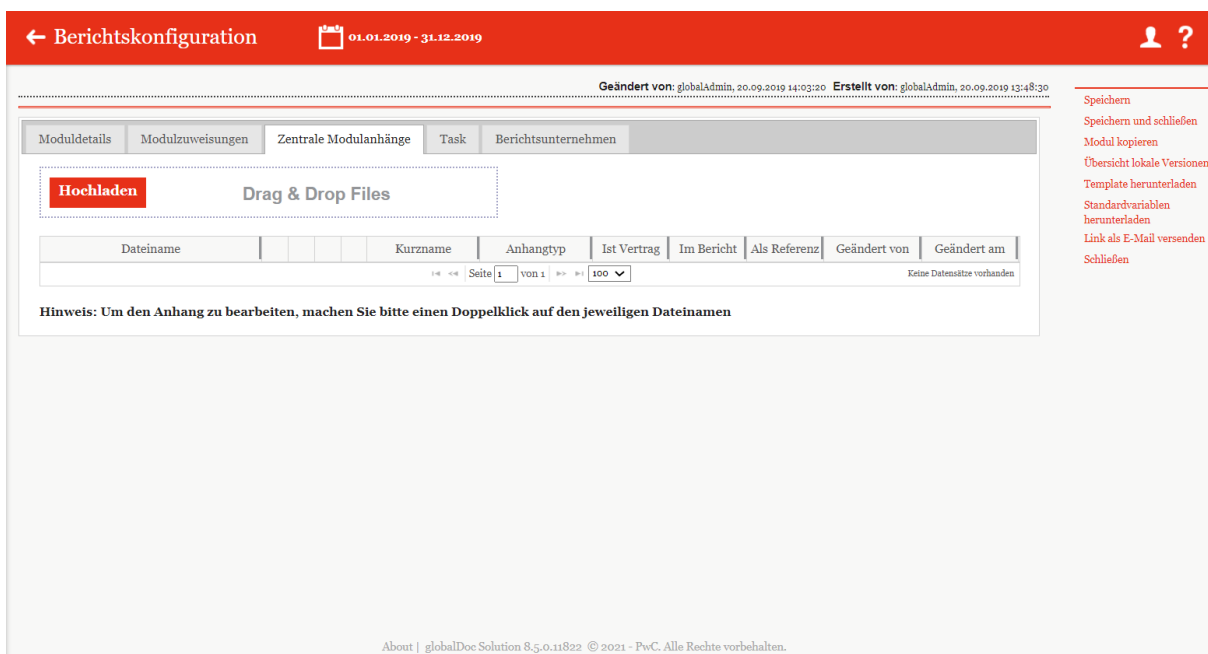 Berichtskonfiguration 01.01.2019 - 31.12.2019 ?
Geändert von: globalAdmin, 20.09.2019 14:03:20 Erstellt von: globalAdmin, 20.09.2019 13:48:30
Moduldetails Modulzuweisungen Zentrale Modulanhänge Task Berichtsunternehmen
Hochladen Drag & Drop Files
Dateiname Kurzname Anhangtyp Ist Vertrag Im Bericht Als Referenz Geändert von Geändert am
Seite 1 von 1 100 Keine Datensätze vorhanden
Hinweis: Um den Anhang zu bearbeiten, machen Sie bitte einen Doppelklick auf den jeweiligen Dateinamen
Speichern
Speichern und schließen
Modul kopieren
Übersicht lokale Versionen
Template herunterladen
Standardvariablen
herunterladen
Link als E-Mail versenden
Schließen
About | globalDoc Solution 8.5.0.11822 © 2021 - PwC. Alle Rechte vorbehalten.